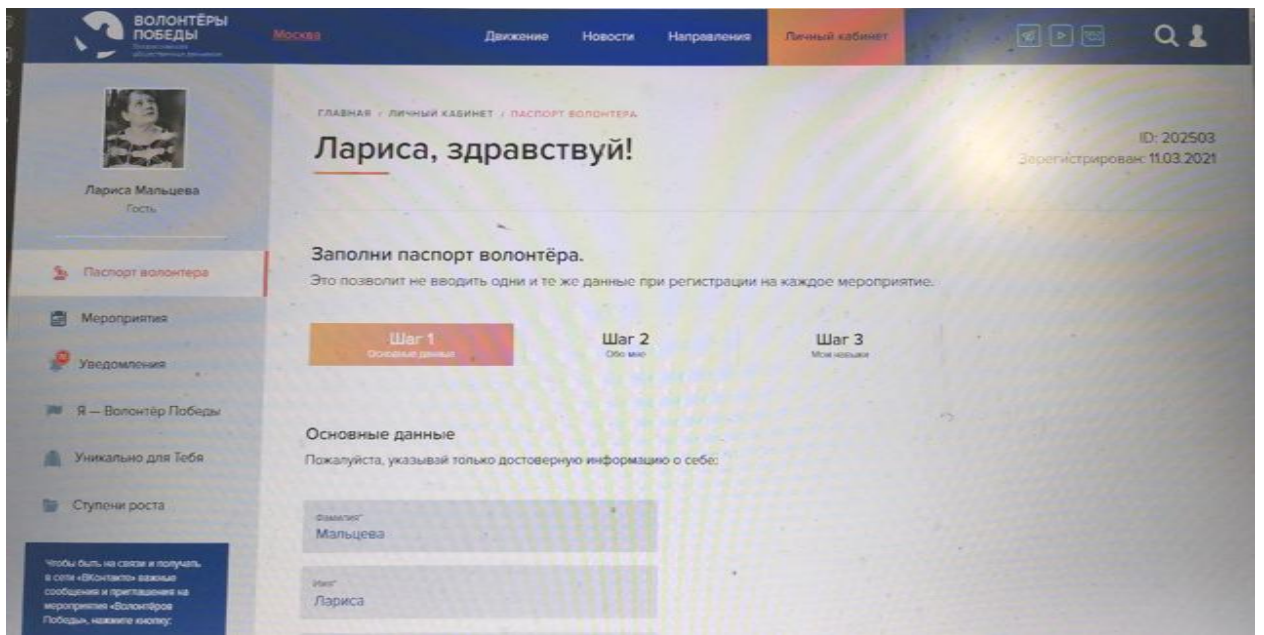 ВОЛОНТЁРЫ
ПОБЕДЫ
Москва
Движение
Новости
Направления
Личный кабинет
ГЛАВНАЯ / ЛИЧНЫЙ КАБИНЕТ / ПАСПОРТ ВОЛОНТЕРА
Лариса, здравствуй!
ID: 202503
Зарегистрирован: 11.03.2021
Лариса Мальцева
Гость
Паспорт волонтера
Мероприятия
Уведомления
Я — Волонтёр Победы
Уникально для Тебя
Ступени роста
Чтобы быть на связи и получать
в сети «ВКонтакте» важные
сообщения и приглашения на
мероприятия «Волонтёров
Победы», нажмите кнопку:
Заполни паспорт волонтёра.
Это позволит не вводить одни и те же данные при регистрации на каждое мероприятие.
Шаг 1
Основные данные
Шаг 2
Обо мне
Шаг 3
Мои навыки
Основные данные
Пожалуйста, указывай только достоверную информацию о себе:
Фамилия*
Мальцева
Имя*
Лариса